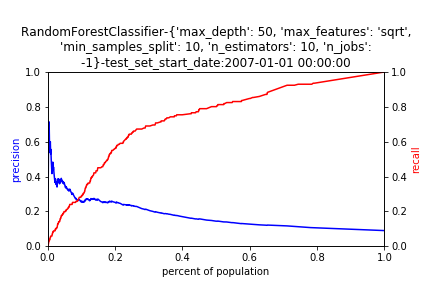 RandomForestClassifier-{'max_depth': 50, 'max_features': 'sqrt',
'min_samples_split': 10, 'n_estimators': 10, 'n_jobs':
-1}-test_set_start_date:2007-01-01 00:00:00
1.0
0.8
0.6
0.4
0.2
0.0
precision
1.0
0.8
0.6
0.4
0.2
0.0
recall
0.0 0.2 0.4 0.6 0.8 1.0
percent of population